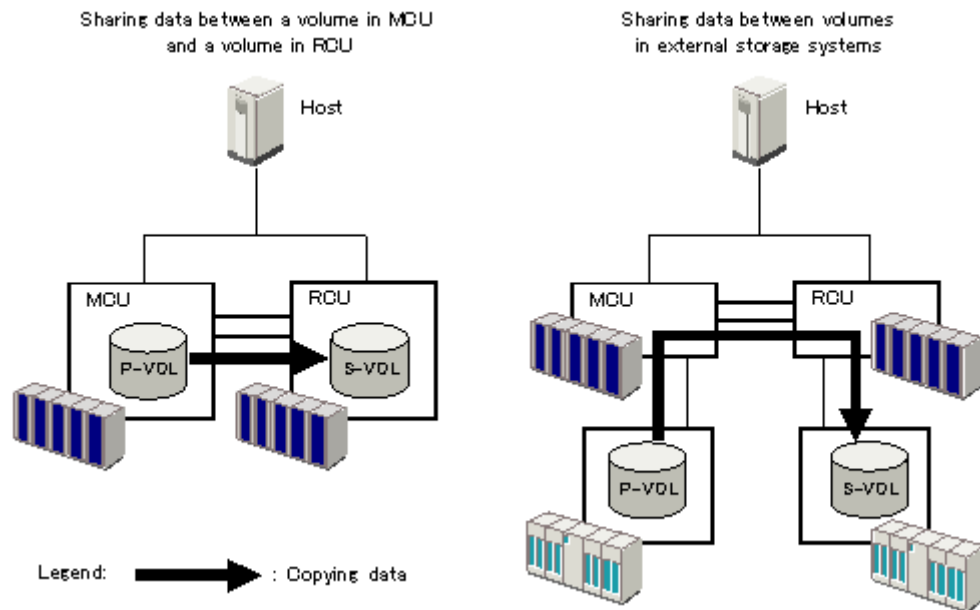 Sharing data between a volume in MCU
and a volume in RCU
Host
MCU
RCU
P-VOL
S-VOL
Sharing data between volumes
in external storage systems
Host
MCU
RCU
P-VOL
S-VOL
Legend: : Copying data